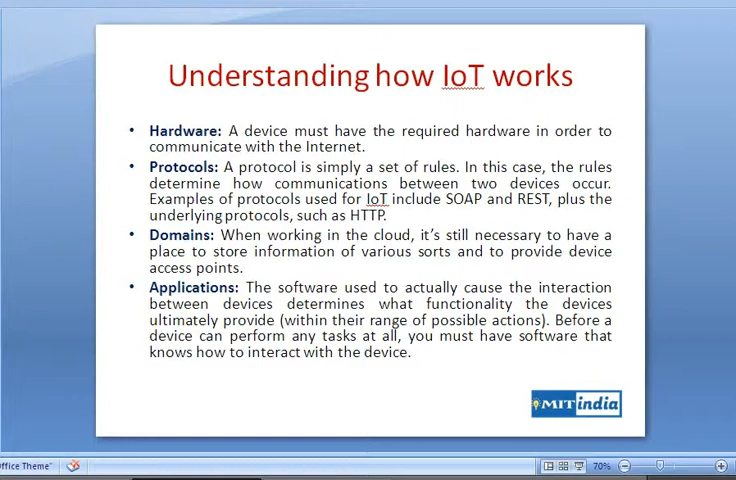 Understanding how IoT works
• Hardware: A device must have the required hardware in order to
communicate with the Internet.
• Protocols: A protocol is simply a set of rules. In this case, the rules
determine how communications between two devices occur.
Examples of protocols used for IoT include SOAP and REST, plus the
underlying protocols, such as HTTP.
• Domains: When working in the cloud, it's still necessary to have a
place to store information of various sorts and to provide device
access points.
• Applications: The software used to actually cause the interaction
between devices determines what functionality the devices
ultimately provide (within their range of possible actions). Before a
device can perform any tasks at all, you must have software that
knows how to interact with the device.
MITindia
Office Theme"
70%